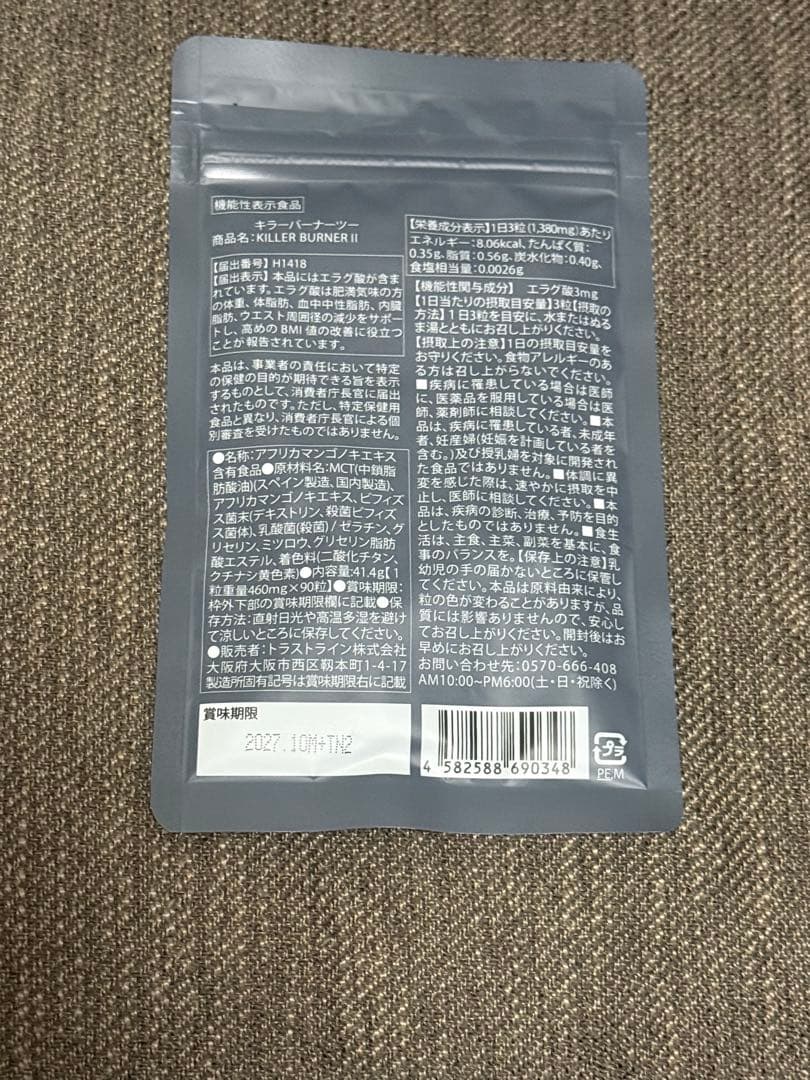 機能性表示食品
キラーバーナーツー
商品名:KILLER BURNER II
【届出番号】H1418
【届出表示】本品にはエラグ酸が含ま
れています。エラグ酸は肥満気味の方
の体重、体脂肪、血中中性脂肪、内臓
脂肪、ウエスト周囲径の減少をサポー
トし、高めのBMI値の改善に役立つ
ことが報告されています。
本品は、事業者の責任において特定
の保健の目的が期待できる旨を表示
するものとして、消費者庁長官に届出
されたものです。ただし、特定保健用
食品と異なり、消費者庁長官による個
別審査を受けたものではありません。
●名称:アフリカマンゴノキエキス
含有食品●原材料名:MCT(中鎖脂
肪酸油)(スペイン製造、国内製造)、
アフリカマンゴノキエキス、ビフィズ
ス菌末(デキストリン、殺菌ビフィズ
ス菌体)、乳酸菌(殺菌)/ゼラチン、グ
リセリン、ミツロウ、グリセリン脂肪
酸エステル、着色料(二酸化チタン、
クチナシ黄色素)●内容量:41.4g【1
粒重量460mg×90粒】●賞味期限:
枠外下部の賞味期限欄に記載●保
存方法:直射日光や高温多湿を避け
て涼しいところに保存してください。
●販売者:トラストライン株式会社
大阪府大阪市西区靱本町1-4-17
製造所固有記号は賞味期限右に記載
【栄養成分表示】1日3粒(1,380mg)あたり
エネルギー:8.06kcal、たんぱく質:
0.35g、脂質:0.56g、炭水化物:0.40g、
食塩相当量:0.0026g
【機能性関与成分】 エラグ酸3mg
【1日当たりの摂取目安量】3粒【摂取の
方法】1日3粒を目安に、水またはぬる
ま湯とともにお召し上がりください。
【摂取上の注意】1日の摂取目安量を
お守りください。食物アレルギーのあ
る方は召し上がらないでください。
■疾病に罹患している場合は医師
に、医薬品を服用している場合は医
師、薬剤師に相談してください。■本
品は、疾病に罹患している者、未成年
者、妊産婦(妊娠を計画している者を
含む。)及び授乳婦を対象に開発され
た食品ではありません。■体調に異
変を感じた際は、速やかに摂取を中
止し、医師に相談してください。■本
品は、疾病の診断、治療、予防を目的
としたものではありません。■食生
活は、主食、主菜、副菜を基本に、食
事のバランスを。【保存上の注意】乳
幼児の手の届かないところに保管し
てください。本品は原料由来により、
粒の色が変わることがありますが、品
質には影響ありませんので、安心し
てお召し上がりください。開封後はお
早めにお召し上がりください。
お問い合わせ先:0570-666-408
AM10:00~PM6:00(土・日・祝除く)
賞味期限
2027.10M+TN2
4 582588 690348
プラ
PE,M